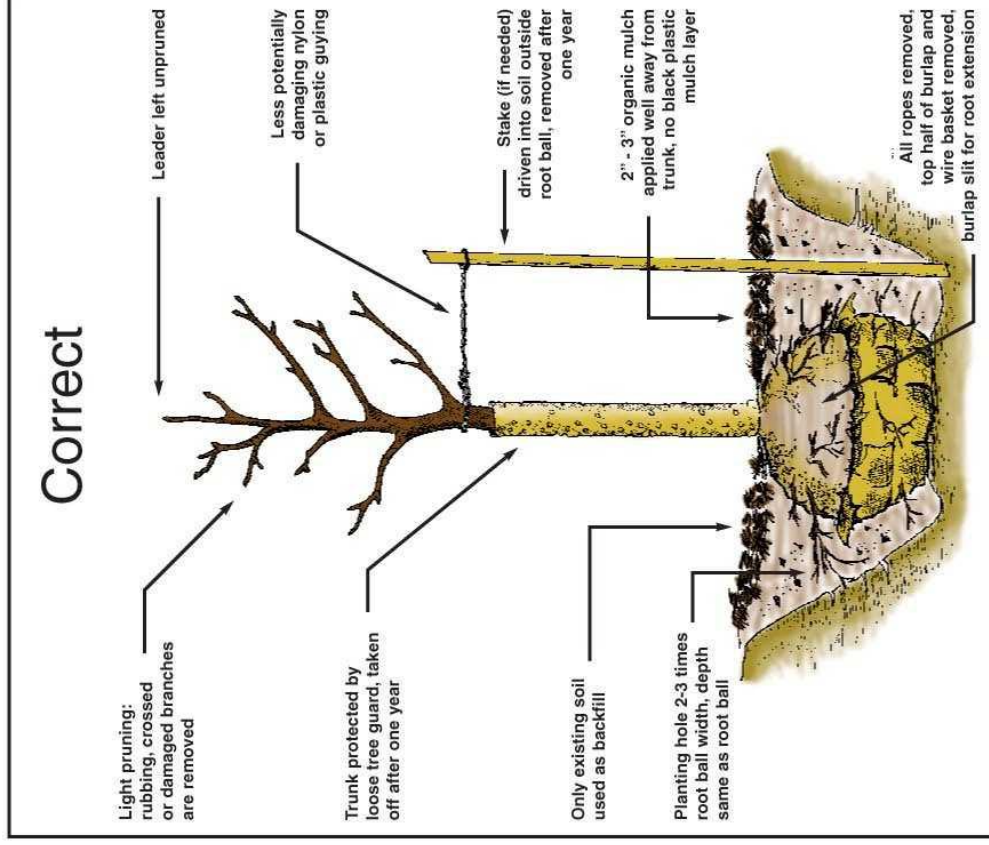 Correct
Light pruning:
rubbing, crossed
or damaged branches
are removed
Trunk protected by
loose tree guard, taken
off after one year
Only existing soil
used as backfill
Planting hole 2-3 times
root ball width, depth
same as root ball
Leader left unpruned
Less potentially
damaging nylon
or plastic guying
Stake (if needed)
driven into soil outside
root ball, removed after
one year
2" - 3" organic mulch
applied well away from
trunk, no black plastic
mulch layer
All ropes removed,
top half of burlap and
wire basket removed,
burlap slit for root extension